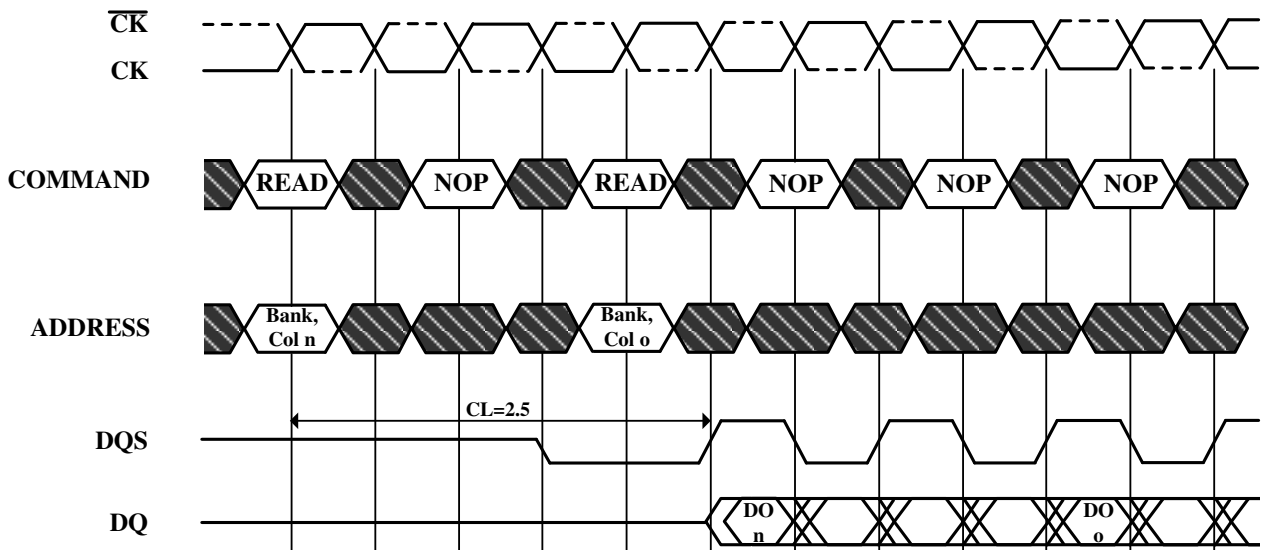 CK
CK
COMMAND READ NOP READ NOP NOP NOP
ADDRESS Bank, Col n Bank, Col o
CL=2.5
DQS
DQ DO n DO o